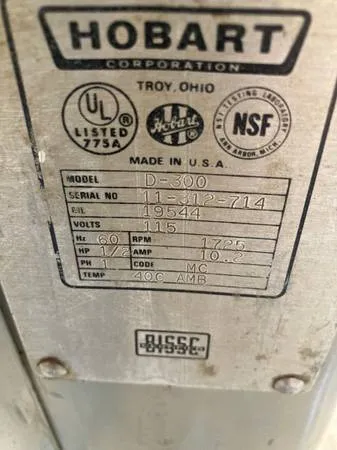 HOBART
CORPORATION
TROY, OHIO
UL ®
LISTED
775A
Hobart
NSF TESTING LABORATORY
NSF
ANN ARBOR, MICH.
MADE IN U.S.A.
MODEL D-300
SERIAL NO 11-312-714
19544
VOLTS 115
Hz 60 RPM 1725
HP 1/2 AMP 10.2
PH 1 CODE MC
TEMP 40C AMB
BISSC